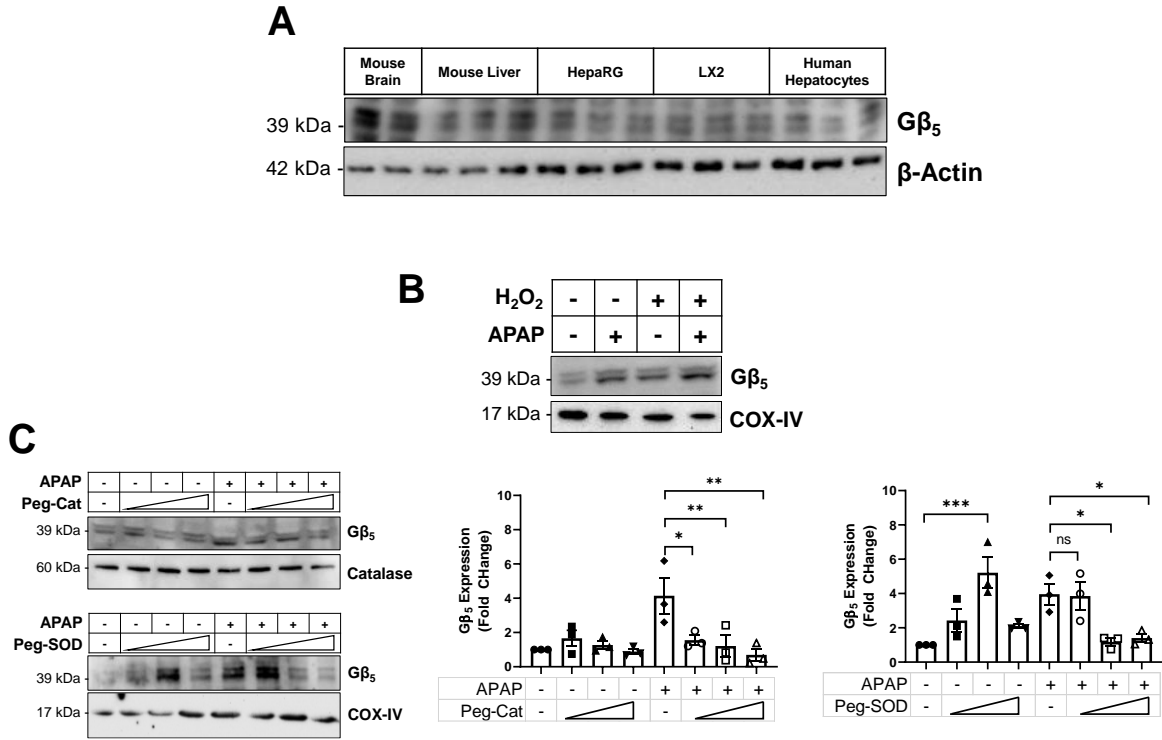 A
Mouse Brain Mouse Liver HepaRG LX2 Human Hepatocytes
39 kDa - Gβ₅
42 kDa - β-Actin
B
H₂O₂ - - + +
APAP - + - +
39 kDa - Gβ₅
17 kDa - COX-IV
C
APAP - - - - + + + +
Peg-Cat - -
39 kDa - Gβ₅
60 kDa - Catalase
APAP - - - - + + + +
Peg-SOD - -
39 kDa - Gβ₅
17 kDa - COX-IV
Gβ₅ Expression
(Fold CHange)
10
8
6
4
2
0
*
**
**
APAP - - - - + + + +
Peg-Cat - -
Gβ₅ Expression
(Fold CHange)
10
8
6
4
2
0
***
ns
*
*
APAP - - - - + + + +
Peg-SOD - -